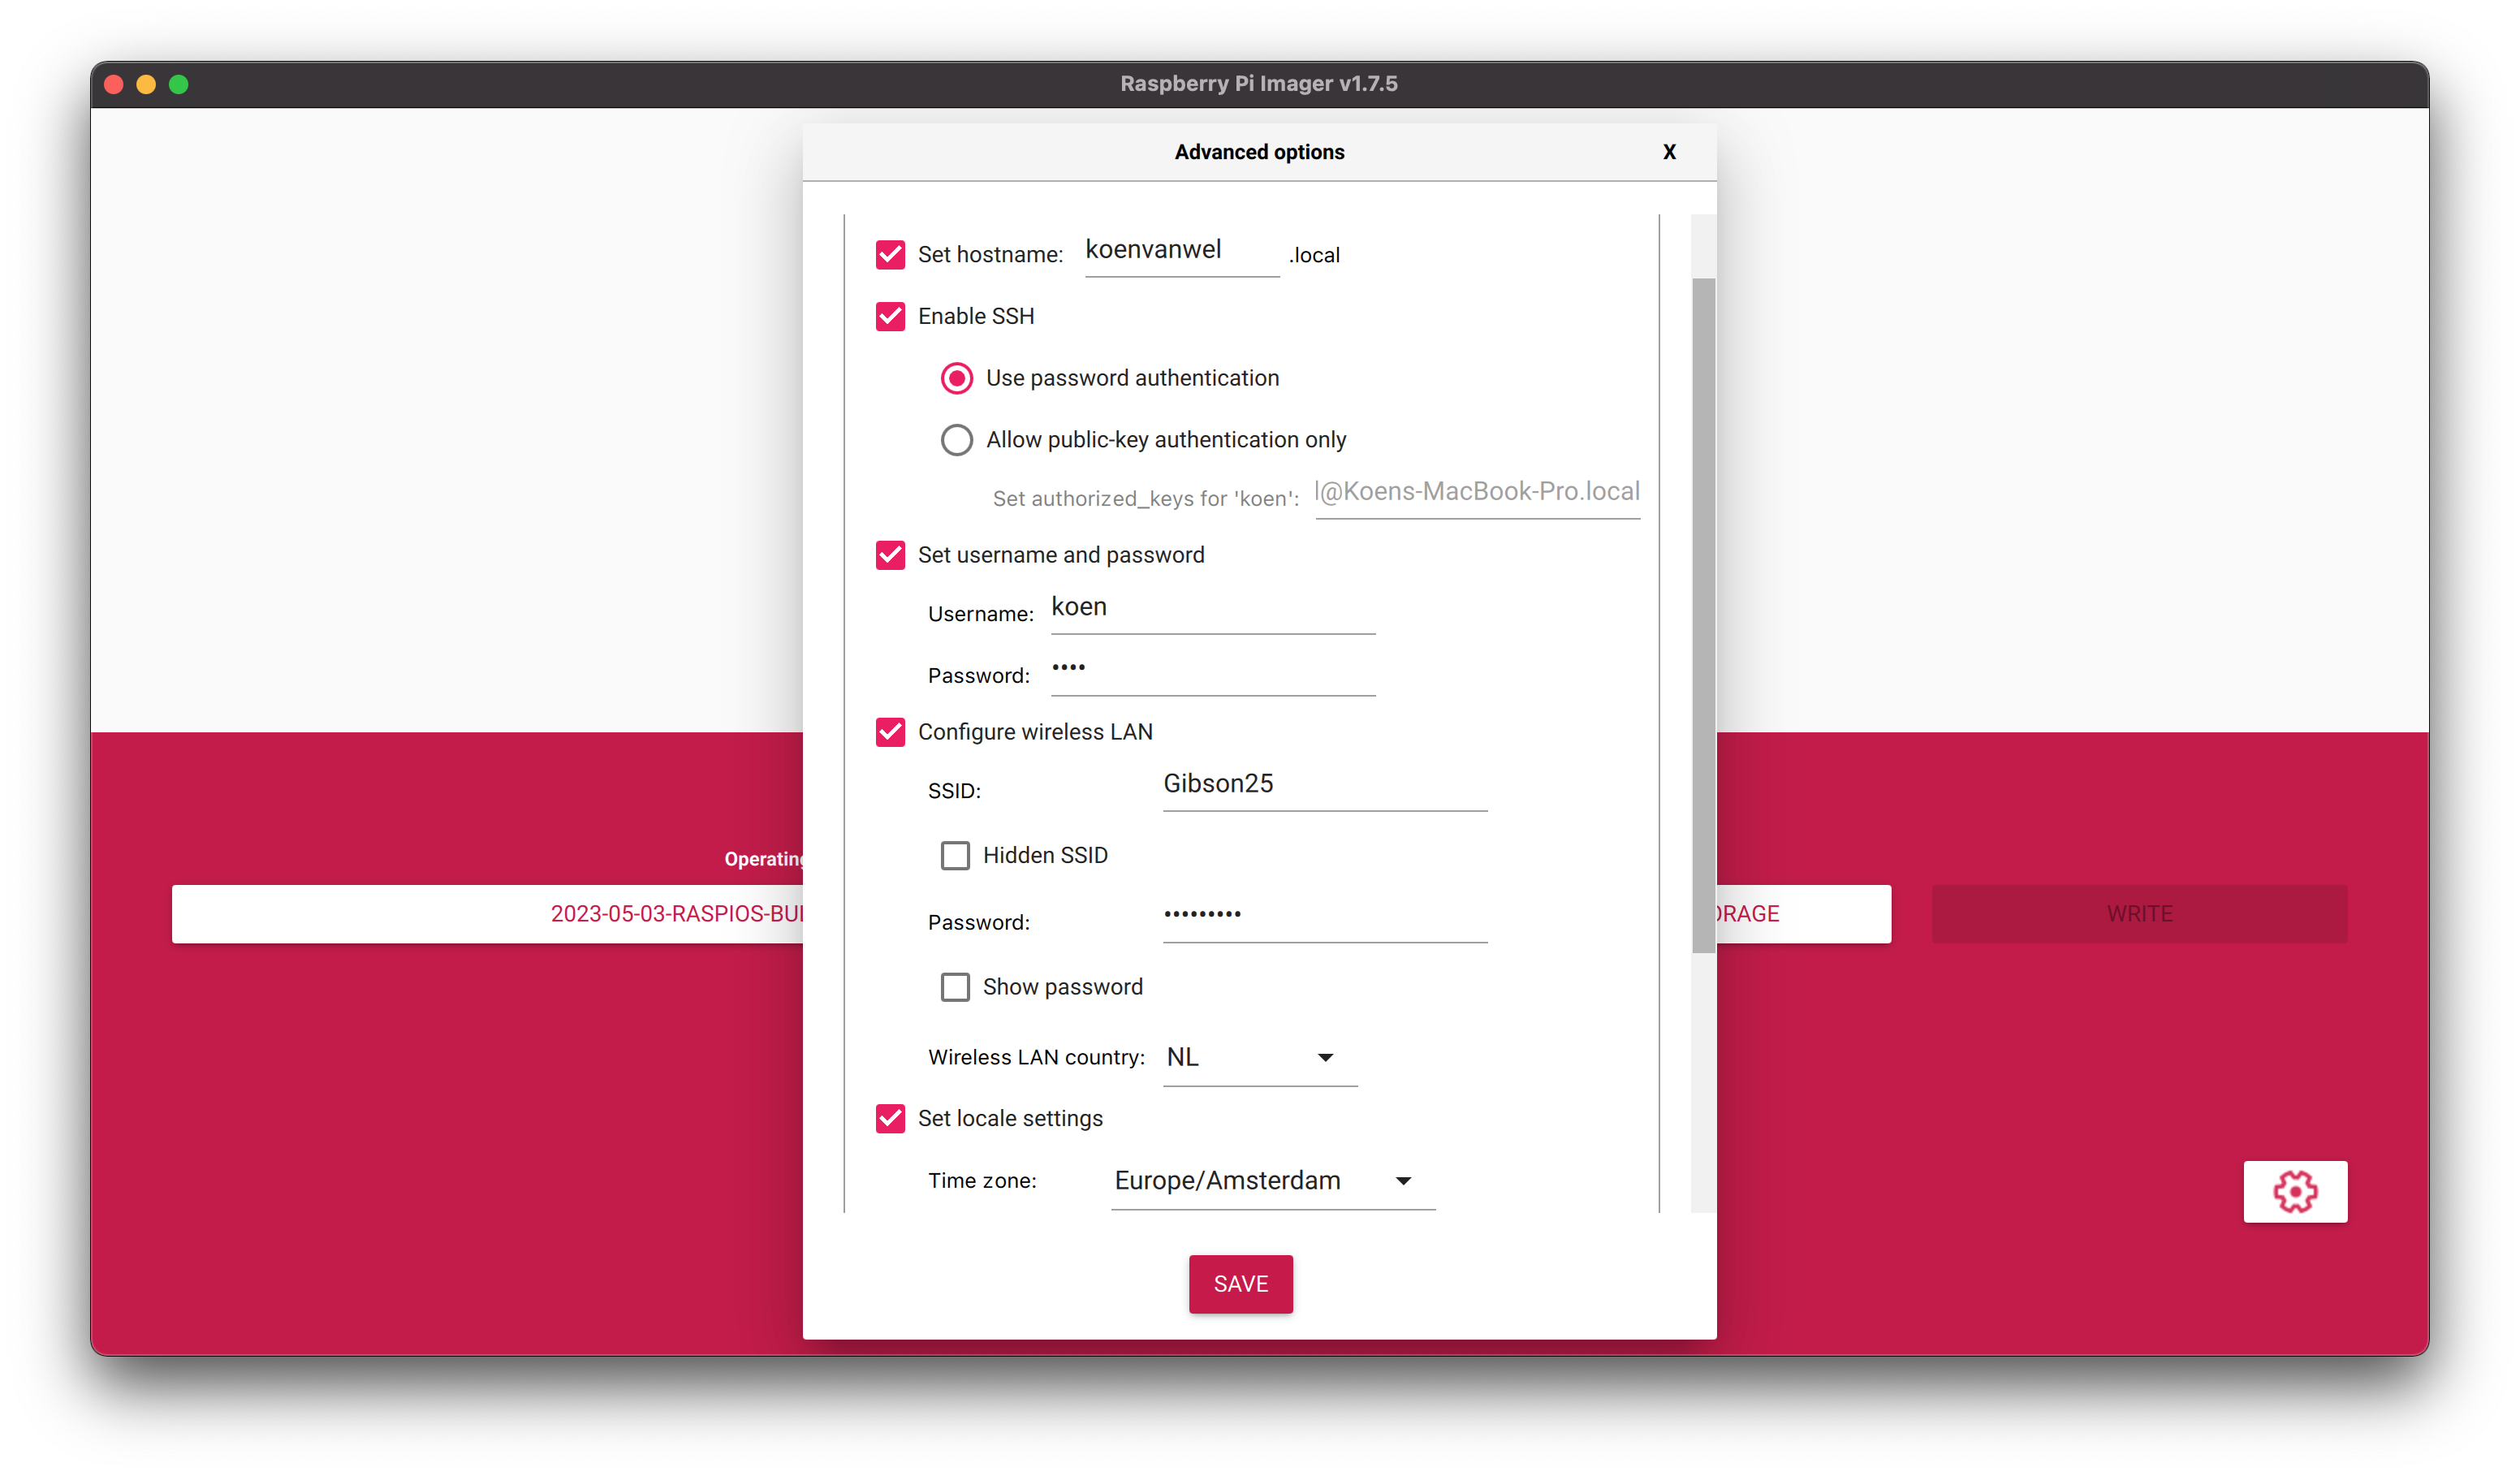 Raspberry Pi Imager v1.7.5
Advanced options X
Set hostname: koenvanwel .local
Enable SSH
Use password authentication
Allow public-key authentication only
Set authorized_keys for 'koen': @Koens-MacBook-Pro.local
Set username and password
Username: koen
Password: ••••
Configure wireless LAN
SSID: Gibson25
Hidden SSID
Operating
2023-05-03-RASPIOS-BU
ORAGE
WRITE
Password: •••••••••
Show password
Wireless LAN country: NL
Set locale settings
Time zone: Europe/Amsterdam
SAVE